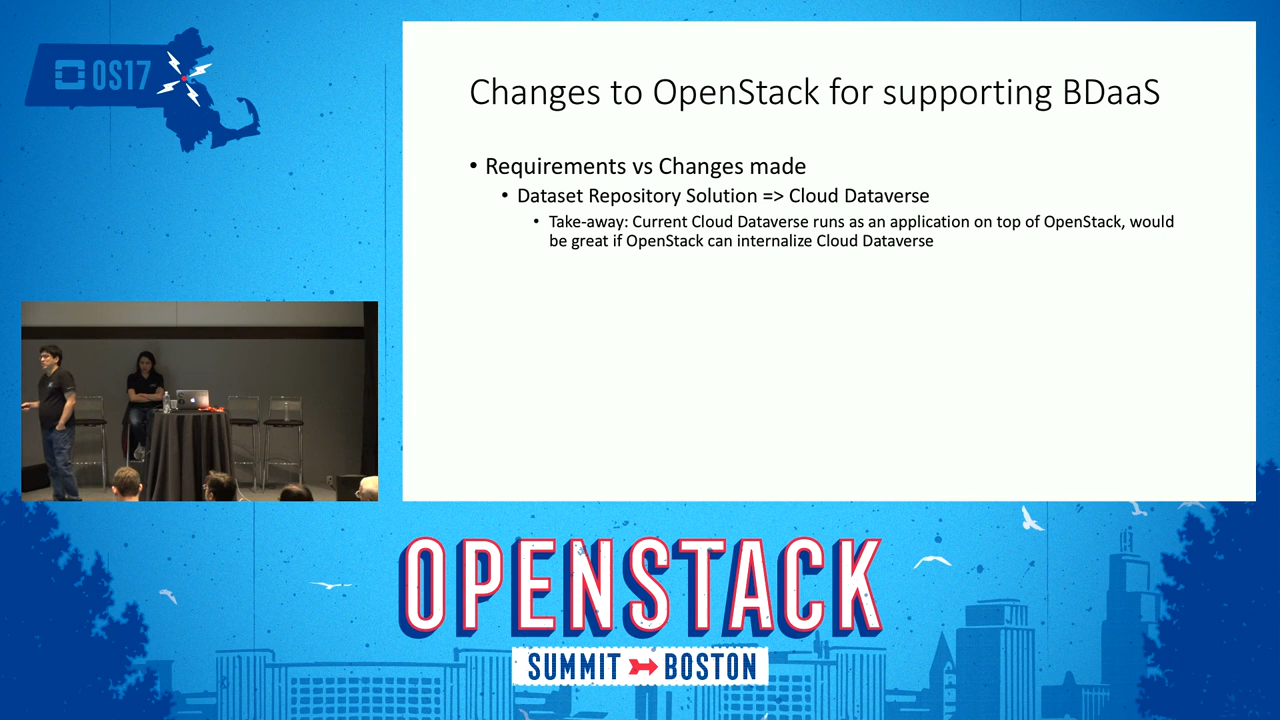 OS17
Changes to OpenStack for supporting BDaaS
• Requirements vs Changes made
• Dataset Repository Solution => Cloud Dataverse
• Take-away: Current Cloud Dataverse runs as an application on top of OpenStack, would
be great if OpenStack can internalize Cloud Dataverse
OPENSTACK
SUMMIT BOSTON